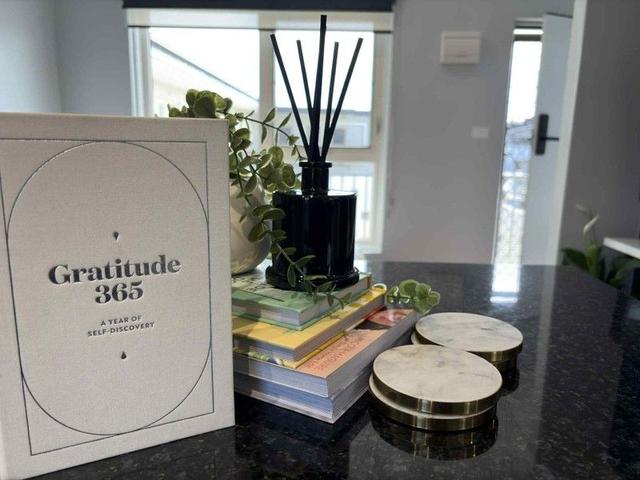 Gratitude
365
A YEAR OF
SELF-DISCOVERY